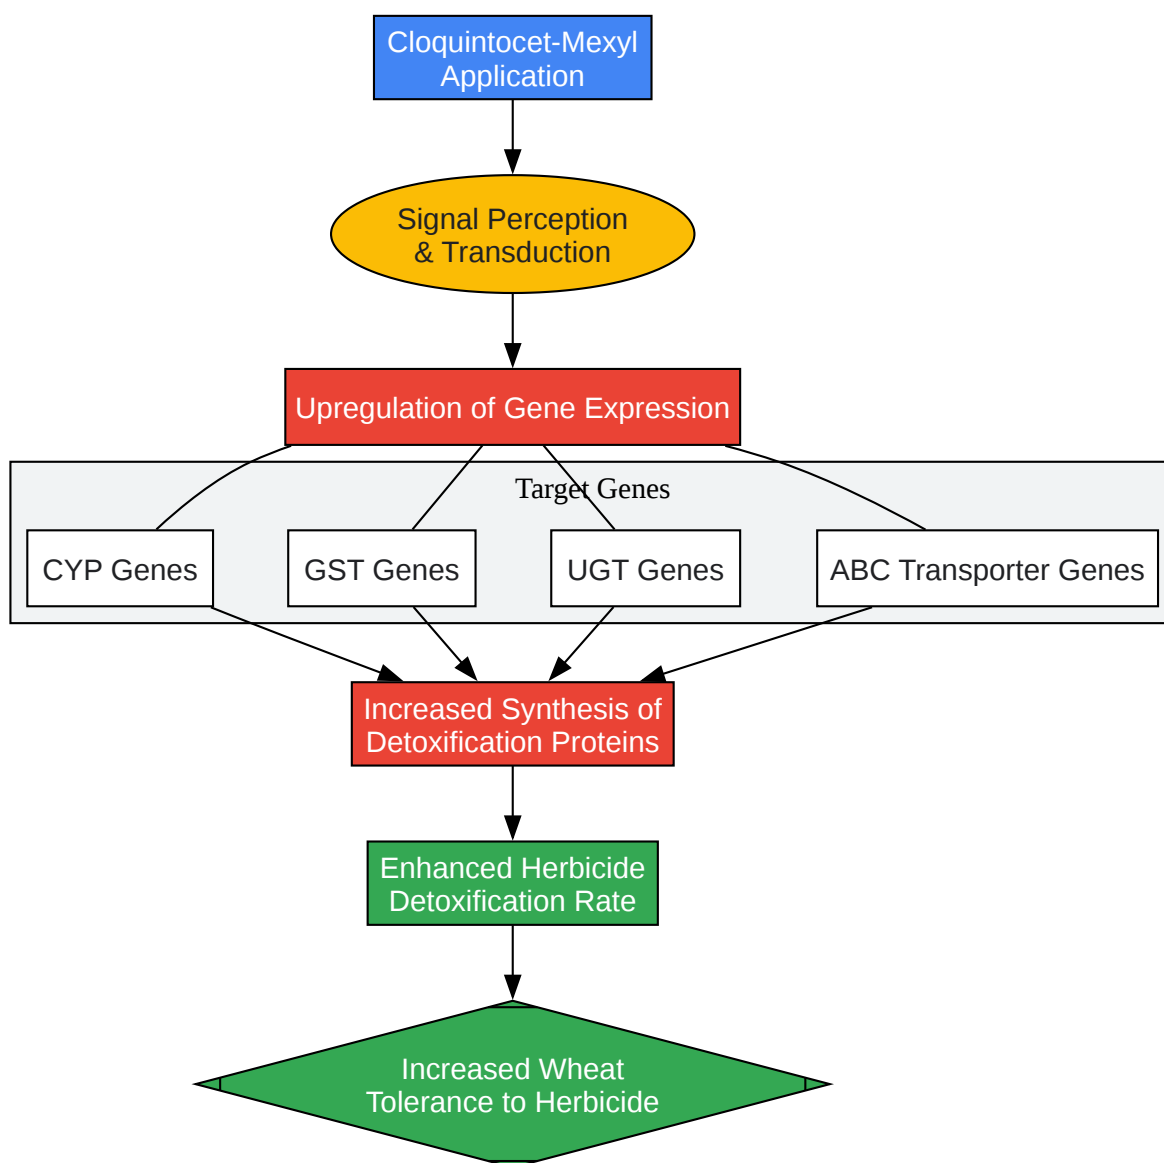 Cloquintocet-Mexyl
Application
Signal Perception
& Transduction
Upregulation of Gene Expression
Target Genes
CYP Genes
GST Genes
UGT Genes
ABC Transporter Genes
Increased Synthesis of
Detoxification Proteins
Enhanced Herbicide
Detoxification Rate
Increased Wheat
Tolerance to Herbicide